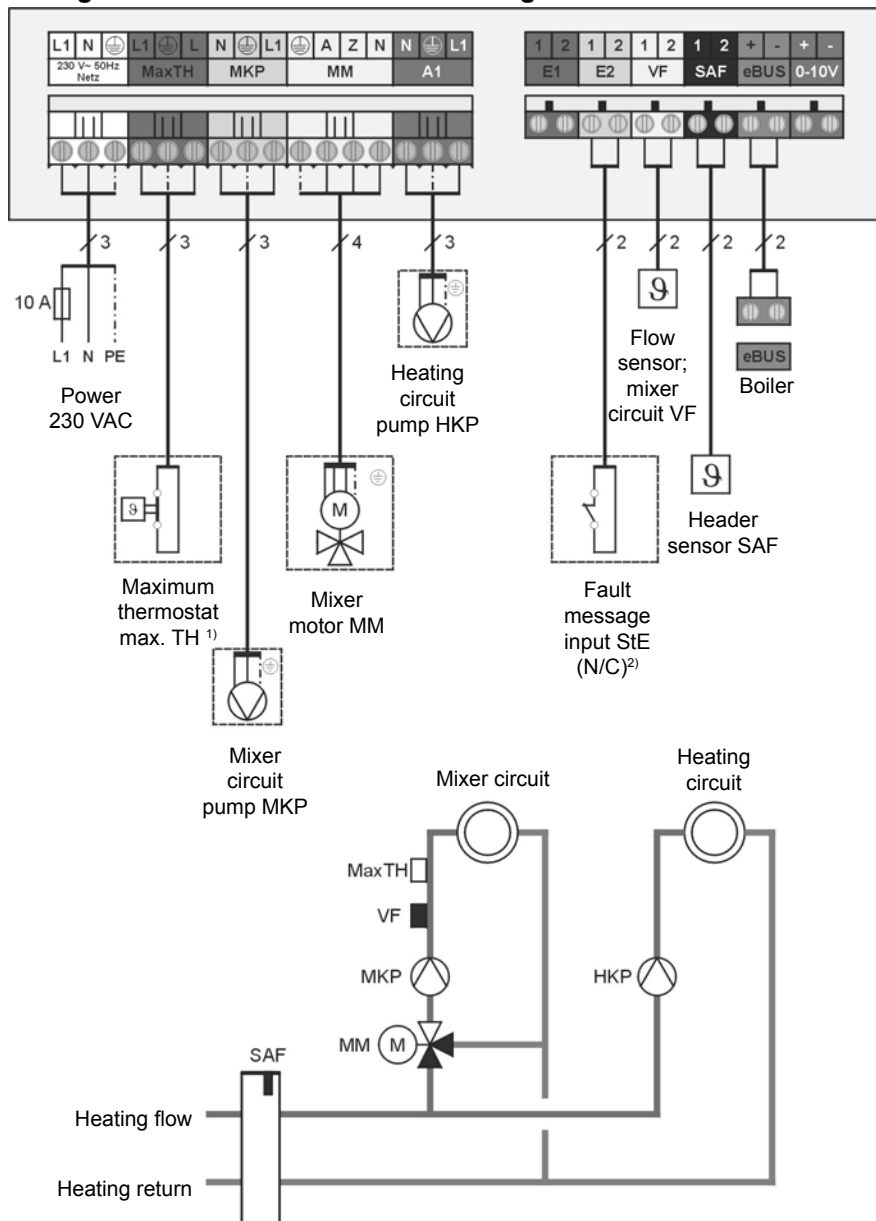 L1 N L1 L N L1 A Z N N L1
230 V~ 50Hz
Netz
MaxTH MKP MM A1
1 2 1 2 1 2 1 2 + - + -
E1 E2 VF SAF eBUS 0-10V
3 3 3 4 3 2 2 2 2
10 A
L1 N PE
Power
230 VAC
Heating
circuit
pump HKP
ϑ
Flow
sensor;
mixer
circuit VF
eBUS
Boiler
ϑ
Maximum
thermostat
max. TH 1)
M
Mixer
motor MM
Fault
message
input StE
(N/C)2)
ϑ
Header
sensor SAF
Mixer
circuit
pump MKP
Mixer circuit
Heating
circuit
MaxTH
VF
MKP
HKP
MM M
SAF
Heating flow
Heating return